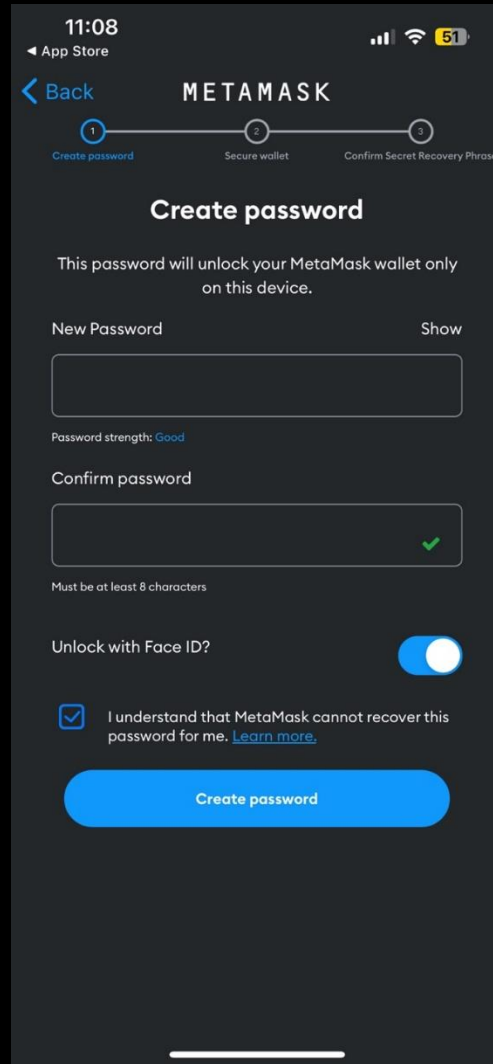 11:08
51
◀ App Store
Back
METAMASK
1
2
3
Create password
Secure wallet
Confirm Secret Recovery Phras
Create password
This password will unlock your MetaMask wallet only
on this device.
New Password
Show
Password strength: Good
Confirm password
Must be at least 8 characters
Unlock with Face ID?
I understand that MetaMask cannot recover this
password for me. Learn more.
Create password